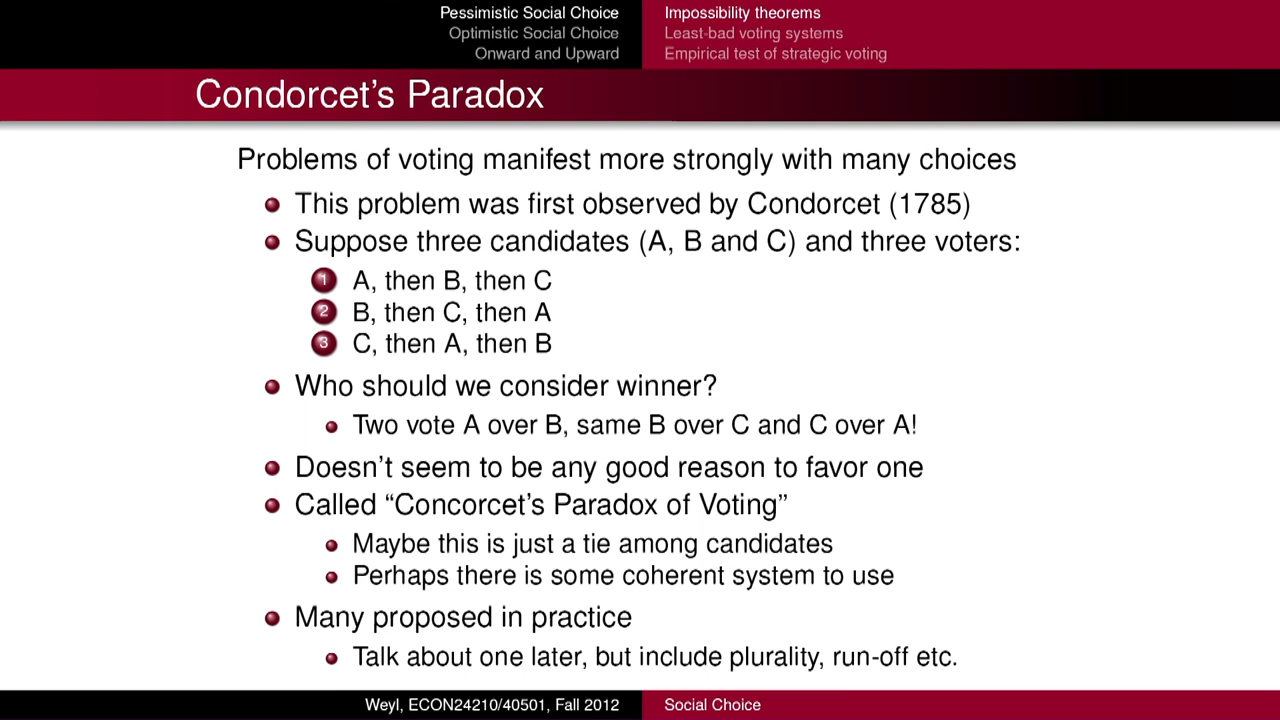 Pessimistic Social Choice
Optimistic Social Choice
Onward and Upward
Impossibility theorems
Least-bad voting systems
Empirical test of strategic voting
Condorcet's Paradox
Problems of voting manifest more strongly with many choices
This problem was first observed by Condorcet (1785)
Suppose three candidates (A, B and C) and three voters:
1 A, then B, then C
2 B, then C, then A
3 C, then A, then B
Who should we consider winner?
Two vote A over B, same B over C and C over A!
Doesn't seem to be any good reason to favor one
Called “Concorcet's Paradox of Voting”
Maybe this is just a tie among candidates
Perhaps there is some coherent system to use
Many proposed in practice
Talk about one later, but include plurality, run-off etc.
Weyl, ECON24210/40501, Fall 2012
Social Choice